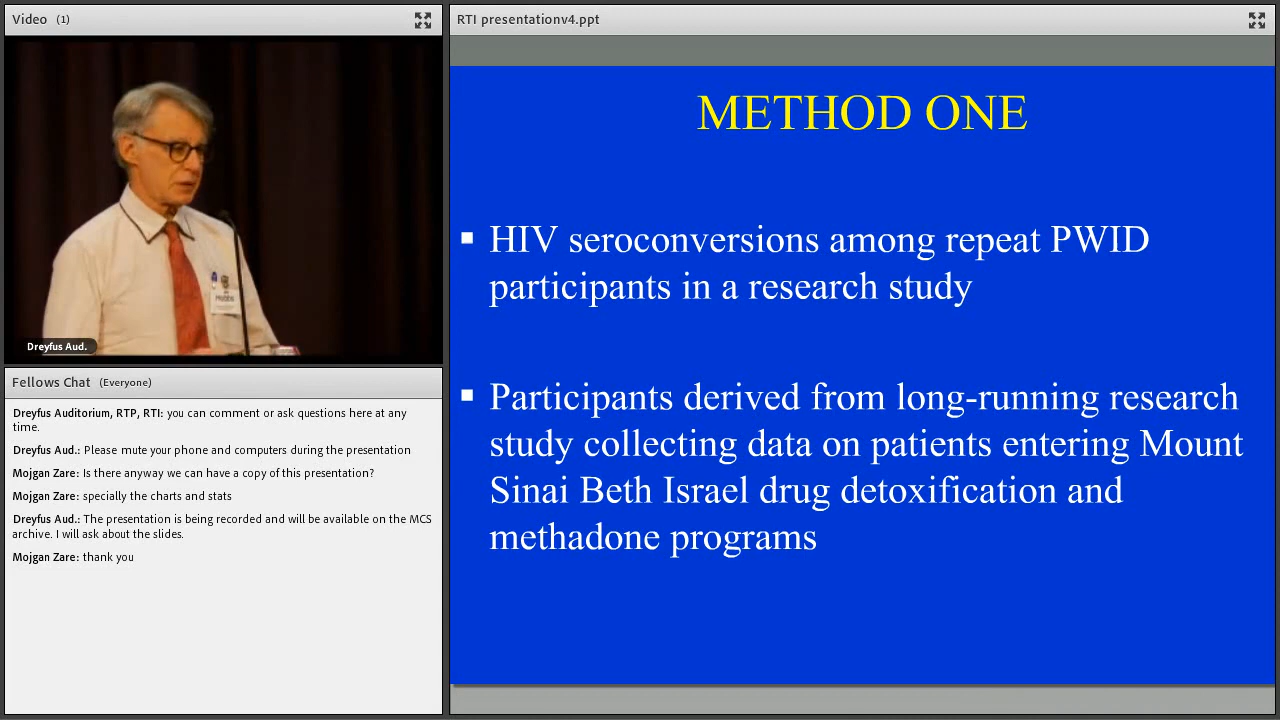 Video (1)
Dreyfus Aud.
Fellows Chat (Everyone)
Dreyfus Auditorium, RTP, RTI: you can comment or ask questions here at any
time.
Dreyfus Aud.: Please mute your phone and computers during the presentation
Mojgan Zare: Is there anyway we can have a copy of this presentation?
Mojgan Zare: specially the charts and stats
Dreyfus Aud.: The presentation is being recorded and will be available on the MCS
archive. I will ask about the slides.
Mojgan Zare: thank you
RTI presentationv4.ppt
METHOD ONE
HIV seroconversions among repeat PWID
participants in a research study
Participants derived from long-running research
study collecting data on patients entering Mount
Sinai Beth Israel drug detoxification and
methadone programs